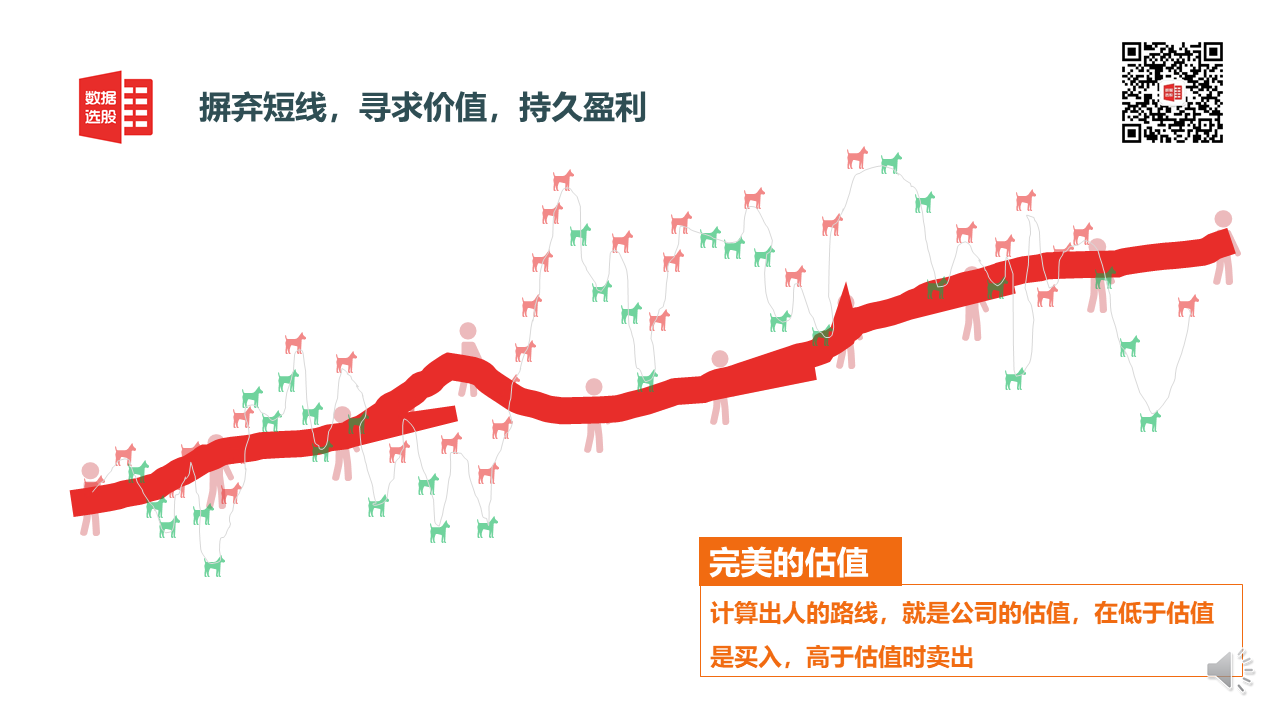 数据
选股
摒弃短线，寻求价值，持久盈利
完美的估值
计算出人的路线，就是公司的估值，在低于估值
是买入，高于估值时卖出